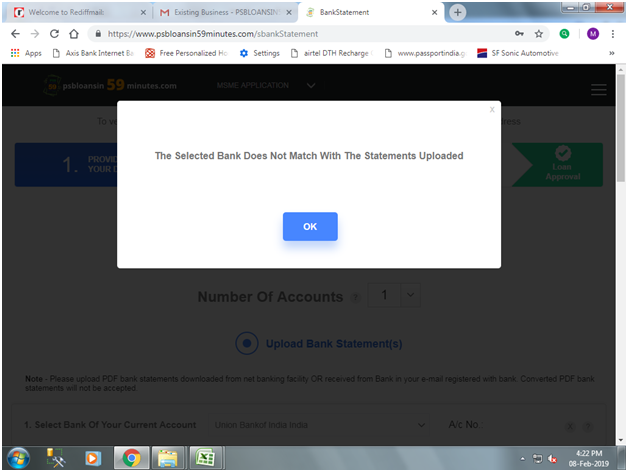 Welcome to Rediffmail:
Existing Business - PSBLOANSIN
BankStatement
https://www.psbloansin59minutes.com/sbankStatement
M
Apps
Axis Bank Internet Ba
Free Personalized Ho
Settings
airtel DTH Recharge
www.passportindia.g
SF Sonic Automotive
»
59 psbloansin 59 minutes.com
MSME APPLICATION
To ve
ress
X
1. PROVID
YOUR D
The Selected Bank Does Not Match With The Statements Uploaded
Loan
Approval
OK
Number Of Accounts ? 1
Upload Bank Statement(s)
Note - Please upload PDF bank statements downloaded from net banking facility OR received from Bank in your e-mail registered with bank. Converted PDF bank
statements will not be accepted.
1. Select Bank Of Your Current Account Union Bankof India India A/c No.
4:22 PM
08-Feb-2019